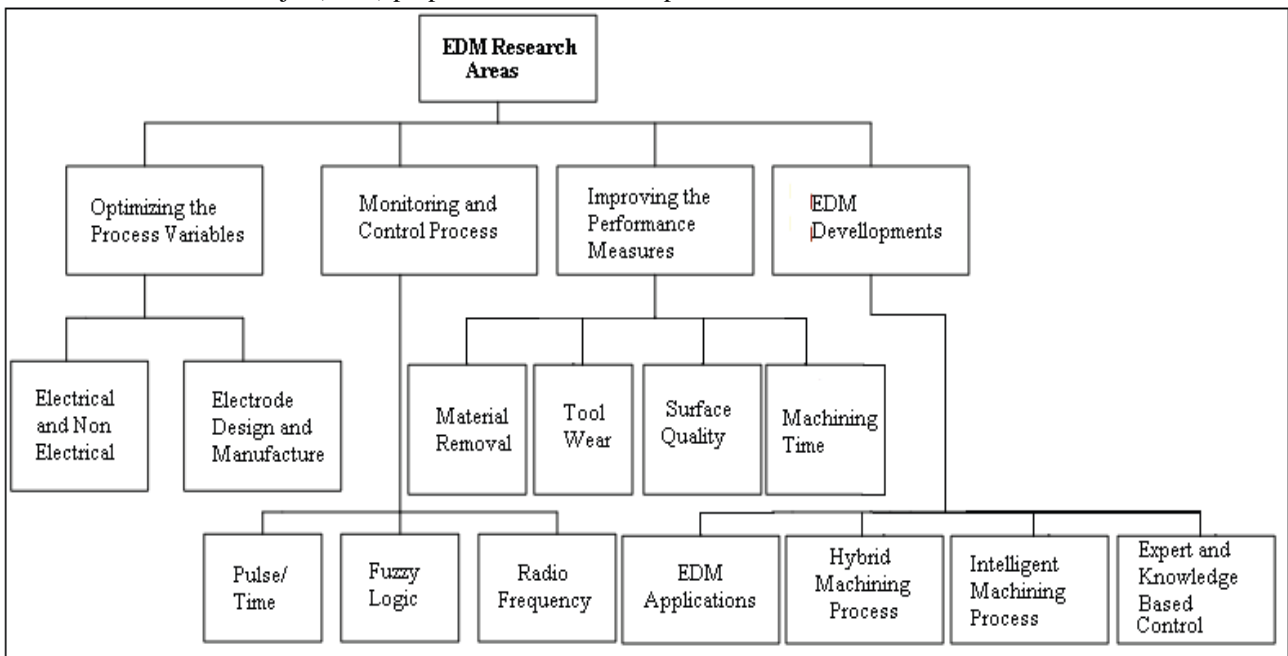 EDM Research
Areas
Optimizing the
Process Variables
Monitoring and
Control Process
Improving the
Performance
Measures
EDM
Devellopments
Electrical
and Non
Electrical
Electrode
Design and
Manufacture
Material
Removal
Tool
Wear
Surface
Quality
Machining
Time
Pulse/
Time
Fuzzy
Logic
Radio
Frequency
EDM
Applications
Hybrid
Machining
Process
Intelligent
Machining
Process
Expert and
Knowledge
Based
Control